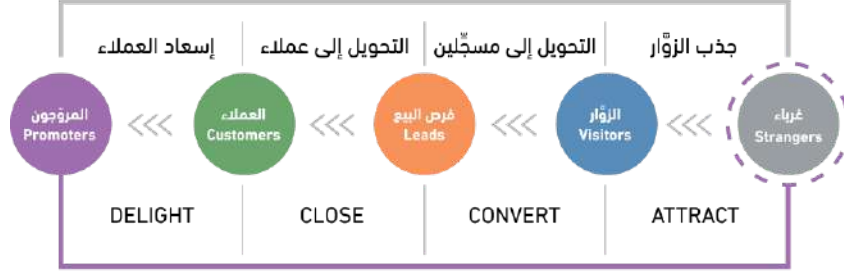 جذب الزوَّار
التحويل إلى مسجِّلين
التحويل إلى عملاء
إسعاد العملاء
غرباء
Strangers
الزوَّار
Visitors
فرص البيع
Leads
العملاء
Customers
المروّجون
Promoters
ATTRACT
CONVERT
CLOSE
DELIGHT